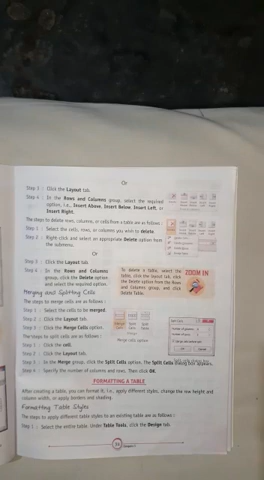 Or
Step 3 : Click the Layout tab.
Step 4 : In the Rows and Columns group, select the required
option, i.e., Insert Above, Insert Below, Insert Left, or
Insert Right.
The steps to delete rows, columns, or cells from a table are as follows :
Step 1 : Select the cells, rows, or columns you wish to delete.
Step 2 : Right-click and select an appropriate Delete option from
the submenu.
Or
Step 3 : Click the Layout tab.
Step 4 : In the Rows and Columns
group, click the Delete option
and select the required option.
To delete a table, select the
table, click the Layout tab, click
the Delete option from the Rows
and Columns group, and click
Delete Table.
ZOOM IN
Merging and Splitting Cells
The steps to merge cells are as follows :
Step 1 : Select the cells to be merged.
Step 2 : Click the Layout tab.
Step 3 : Click the Merge Cells option.
Merge cells option
The steps to split cells are as follows :
Step 1 : Click the cell.
Step 2 : Click the Layout tab.
Step 3 : In the Merge group, click the Split Cells option. The Split Cells dialog box appears.
Step 4 : Specify the number of columns and rows. Then click OK.
FORMATTING A TABLE
After creating a table, you can format it, i.e., apply different styles, change the row height and
column width, or apply borders and shading.
Formatting Table Styles
The steps to apply different table styles to an existing table are as follows :
Step 1 : Select the entire table. Under Table Tools, click the Design tab.